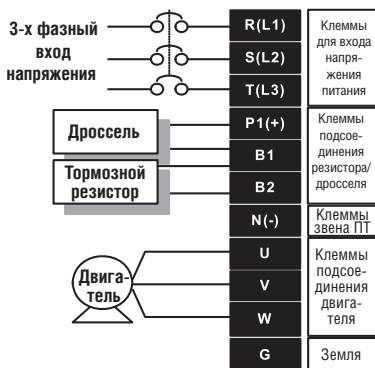 3-х фазный
вход
напряжения
R(L1)
S(L2)
T(L3)
Клеммы
для входа
напря-
жения
питания
Дроссель
Тормозной
резистор
P1(+)
B1
B2
Клеммы
подсое-
динения
резистора/
дросселя
N(-)
Клеммы
звена ПТ
Двига-
тель
U
V
W
Клеммы
подсое-
динения
двига-
теля
G
Земля